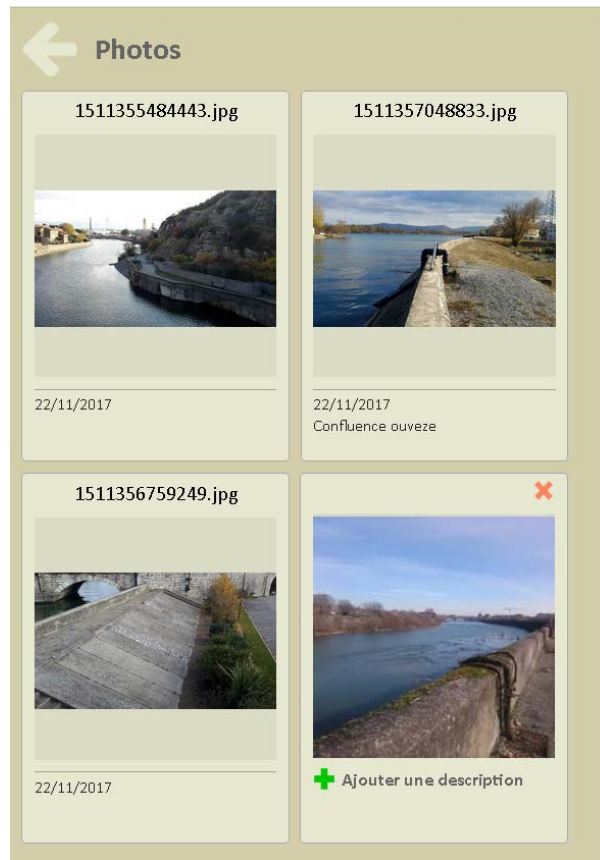 Photos
1511355484443.jpg
22/11/2017
1511357048833.jpg
22/11/2017
Confluence ouveze
1511356759249.jpg
22/11/2017
Ajouter une description